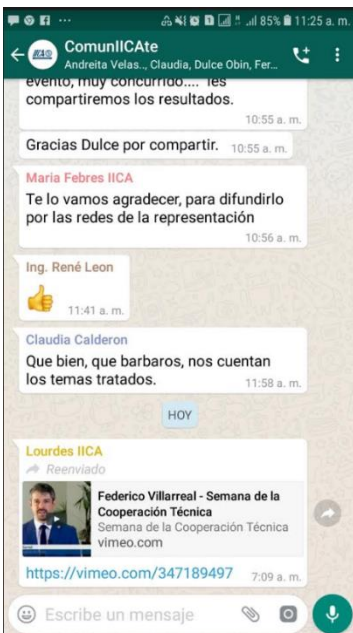 85% 11:25 a. m.
ComunIICAte
Andreita Velas.., Claudia, Dulce Obin, Fer...
evento, muy concurrido.... les
compartiremos los resultados.
10:55 a. m.
Gracias Dulce por compartir. 10:55 a. m.
Maria Febres IICA
Te lo vamos agradecer, para difundirlo
por las redes de la representación
10:56 a. m.
Ing. René Leon
11:41 a. m.
Claudia Calderon
Que bien, que barbaros, nos cuentan
los temas tratados.
11:58 a. m.
HOY
Lourdes IICA
Reenviado
Federico Villarreal - Semana de la
Cooperación Técnica
Semana de la Cooperación Técnica
vimeo.com
https://vimeo.com/347189497 7:09 a. m.
Escribe un mensaje